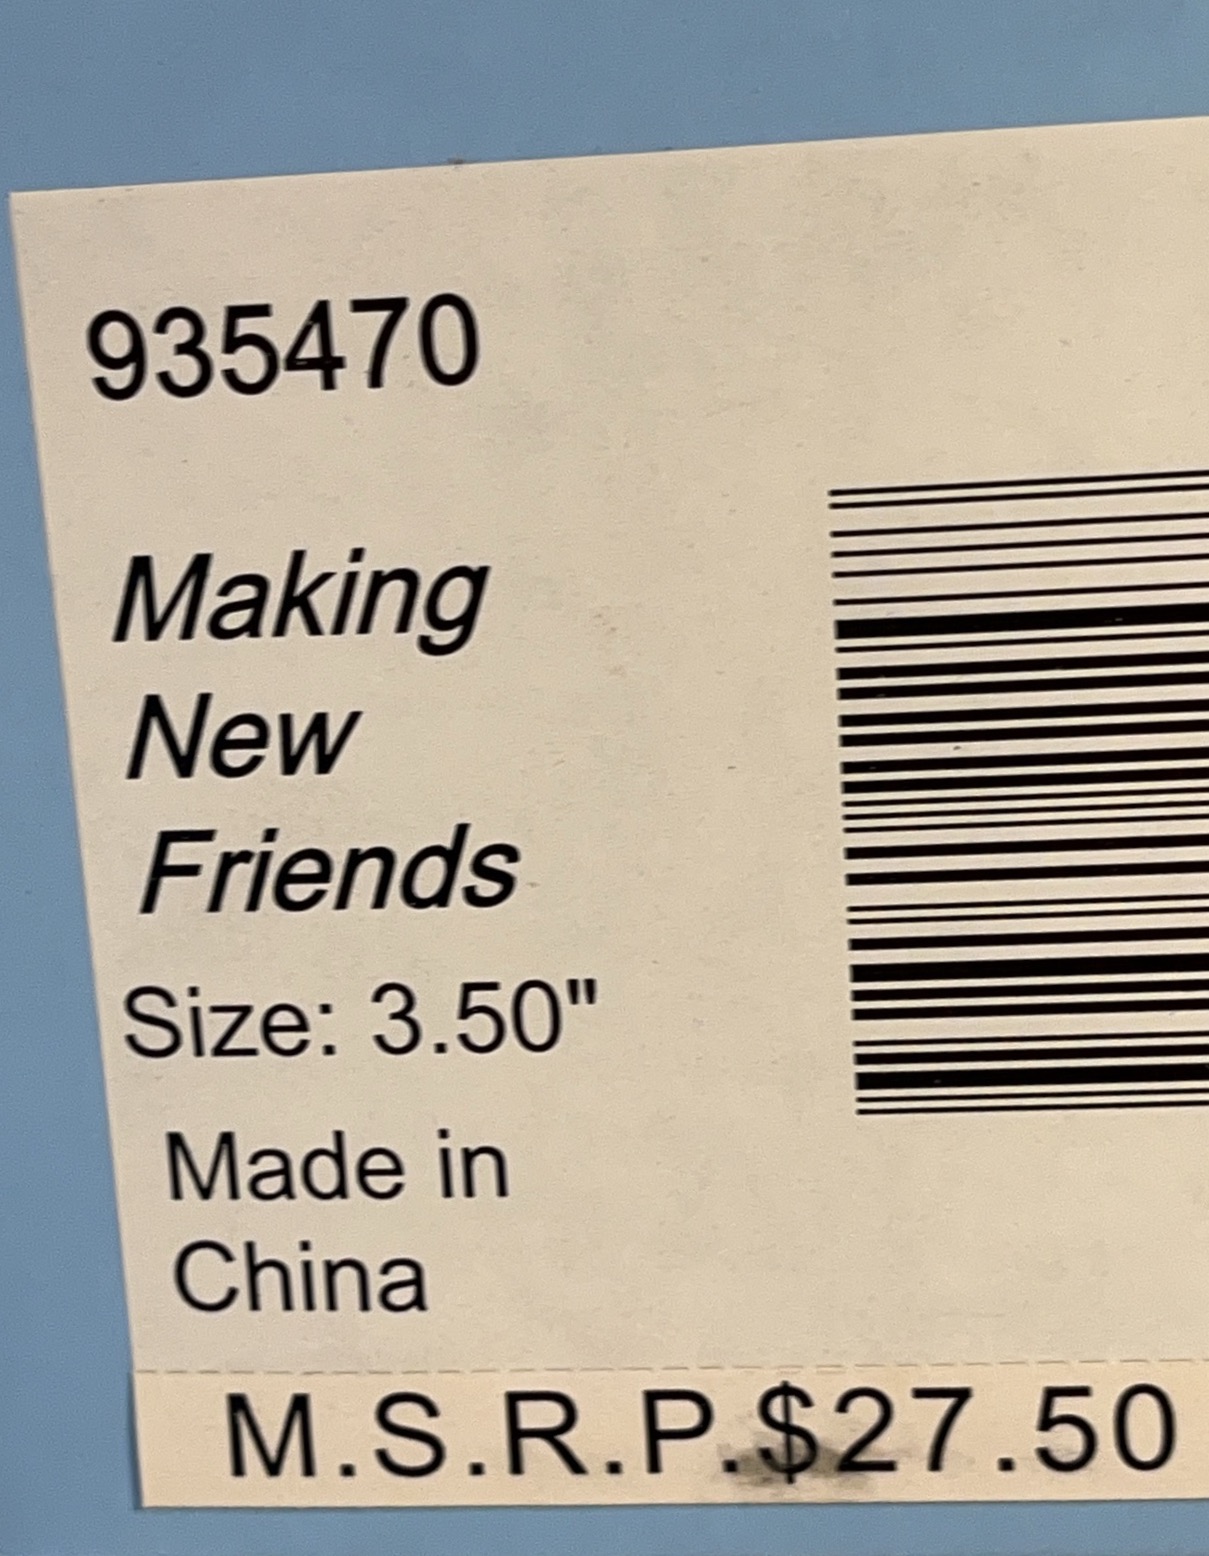 935470
Making
New
Friends
Size: 3.50"
Made in
China
M.S.R.P.$27.50